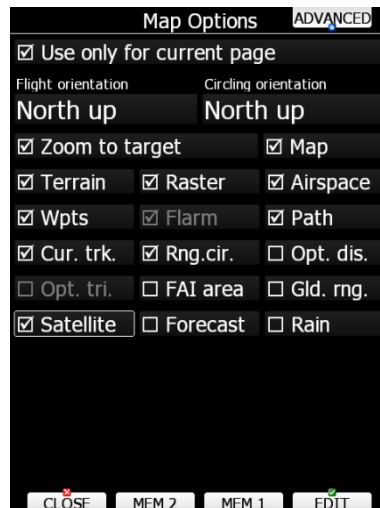 Map Options ADVANCED
Use only for current page
Flight orientation Circling orientation
North up North up
Zoom to target Map
Terrain Raster Airspace
Wpts Flarm Path
Cur. trk. Rng.cir. Opt. dis.
Opt. tri. FAI area Gld. rng.
Satellite Forecast Rain
CLOSE MEM 2 MEM 1 EDIT